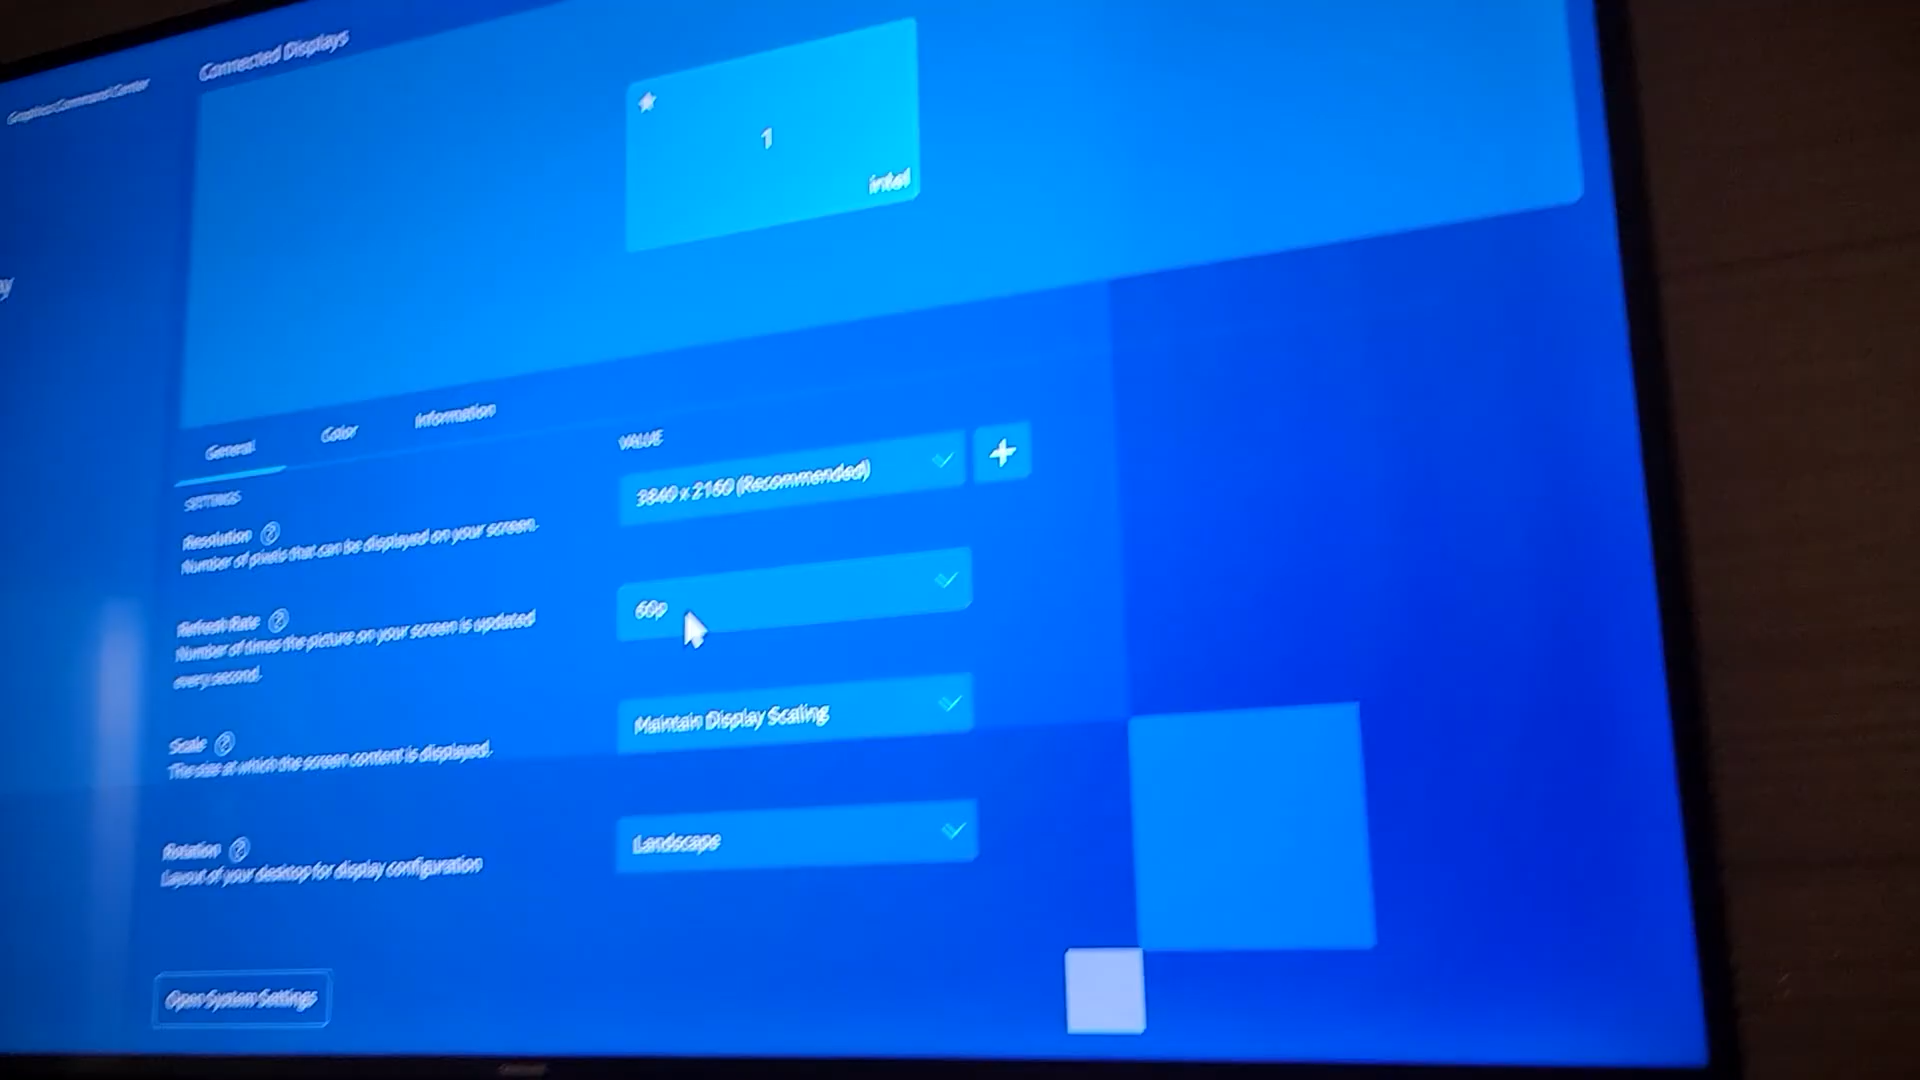 Connected Displays
Graphics Command Center
1
intel
General
Color
Information
SETTINGS
VALUE
Resolution
Number of pixels that can be displayed on your screen.
3840 x 2160 (Recommended)
Refresh Rate
Number of times the picture on your screen is updated
every second.
60p
Scale
The size at which the screen content is displayed.
Maintain Display Scaling
Rotation
Layout of your desktop for display configuration
Landscape
Open System Settings